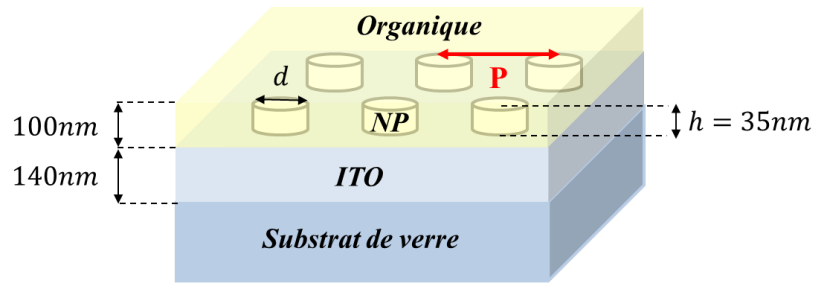 Organique
P
d
100nm
NP
h = 35nm
140nm
ITO
Substrat de verre